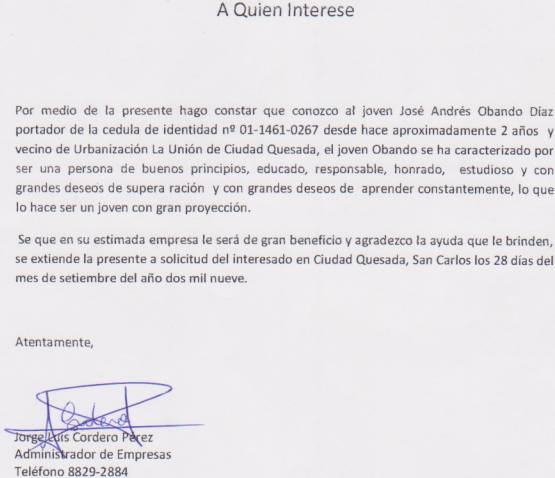 A Quien Interese
Por medio de la presente hago constar que conozco al joven José Andrés Obando Díaz
portador de la cedula de identidad nº 01-1461-0267 desde hace aproximadamente 2 años y
vecino de Urbanización La Unión de Ciudad Quesada, el joven Obando se ha caracterizado por
ser una persona de buenos principios, educado, responsable, honrado, estudioso y con
grandes deseos de supera ración y con grandes deseos de aprender constantemente, lo que
lo hace ser un joven con gran proyección.
Se que en su estimada empresa le será de gran beneficio y agradezco la ayuda que le brinden,
se extiende la presente a solicitud del interesado en Ciudad Quesada, San Carlos los 28 días del
mes de setiembre del año dos mil nueve.
Atentamente,
Jorge Luis Cordero Pérez
Administrador de Empresas
Teléfono 8829-2884